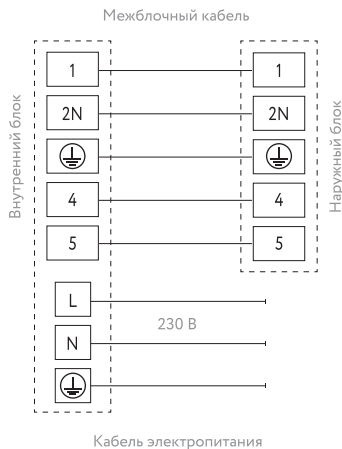 Межблочный кабель
Внутренний блок
Наружный блок
1 1
2N 2N
4 4
5 5
L
230 В
N
Кабель электропитания